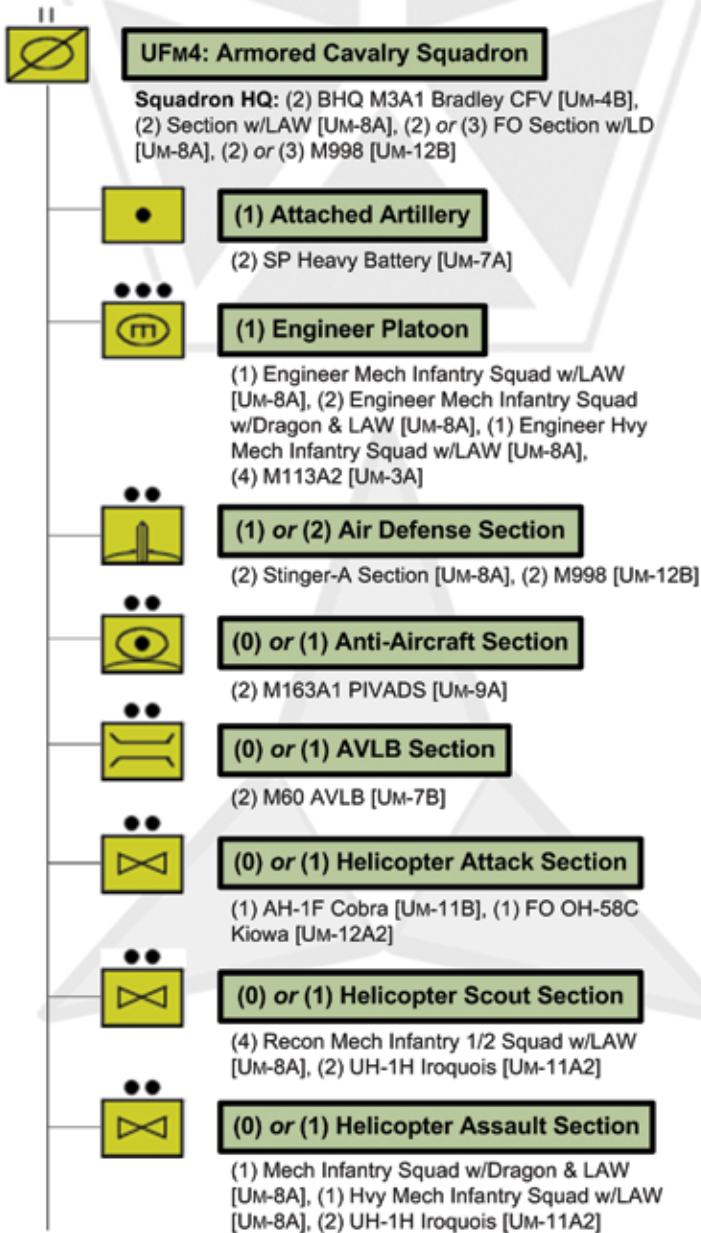 UFM4: Armored Cavalry Squadron
Squadron HQ: (2) BHQ M3A1 Bradley CFV [UM-4B],
(2) Section w/LAW [UM-8A], (2) or (3) FO Section w/LD
[UM-8A], (2) or (3) M998 [UM-12B]
(1) Attached Artillery
(2) SP Heavy Battery [UM-7A]
(1) Engineer Platoon
(1) Engineer Mech Infantry Squad w/LAW
[UM-8A], (2) Engineer Mech Infantry Squad
w/Dragon & LAW [UM-8A], (1) Engineer Hvy
Mech Infantry Squad w/LAW [UM-8A],
(4) M113A2 [UM-3A]
(1) or (2) Air Defense Section
(2) Stinger-A Section [UM-8A], (2) M998 [UM-12B]
(0) or (1) Anti-Aircraft Section
(2) M163A1 PIVADS [UM-9A]
(0) or (1) AVLB Section
(2) M60 AVLB [UM-7B]
(0) or (1) Helicopter Attack Section
(1) AH-1F Cobra [UM-11B], (1) FO OH-58C
Kiowa [UM-12A2]
(0) or (1) Helicopter Scout Section
(4) Recon Mech Infantry 1/2 Squad w/LAW
[UM-8A], (2) UH-1H Iroquois [UM-11A2]
(0) or (1) Helicopter Assault Section
(1) Mech Infantry Squad w/Dragon & LAW
[UM-8A], (1) Hvy Mech Infantry Squad w/LAW
[UM-8A], (2) UH-1H Iroquois [UM-11A2]